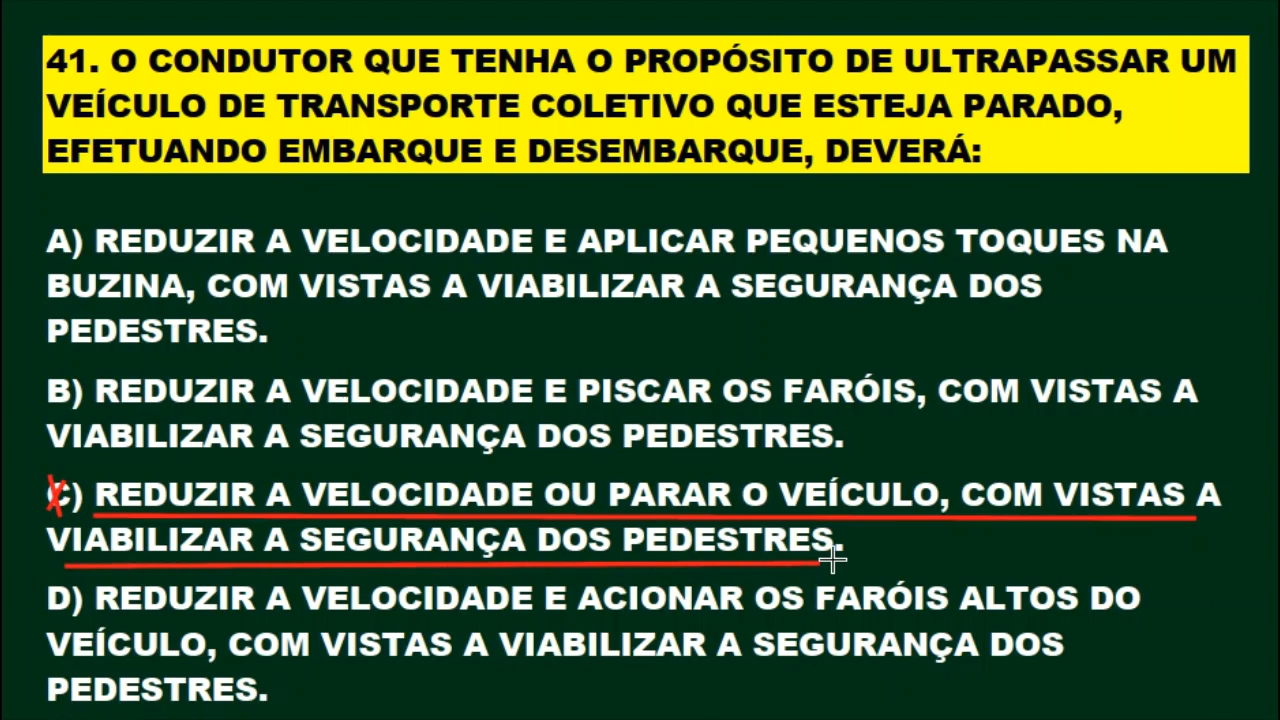 41. O CONDUTOR QUE TENHA O PROPÓSITO DE ULTRAPASSAR UM
VEÍCULO DE TRANSPORTE COLETIVO QUE ESTEJA PARADO,
EFETUANDO EMBARQUE E DESEMBARQUE, DEVERÁ:
A) REDUZIR A VELOCIDADE E APLICAR PEQUENOS TOQUES NA
BUZINA, COM VISTAS A VIABILIZAR A SEGURANÇA DOS
PEDESTRES.
B) REDUZIR A VELOCIDADE E PISCAR OS FARÓIS, COM VISTAS A
VIABILIZAR A SEGURANÇA DOS PEDESTRES.
C) REDUZIR A VELOCIDADE OU PARAR O VEÍCULO, COM VISTAS A
VIABILIZAR A SEGURANÇA DOS PEDESTRES.
D) REDUZIR A VELOCIDADE E ACIONAR OS FARÓIS ALTOS DO
VEÍCULO, COM VISTAS A VIABILIZAR A SEGURANÇA DOS
PEDESTRES.